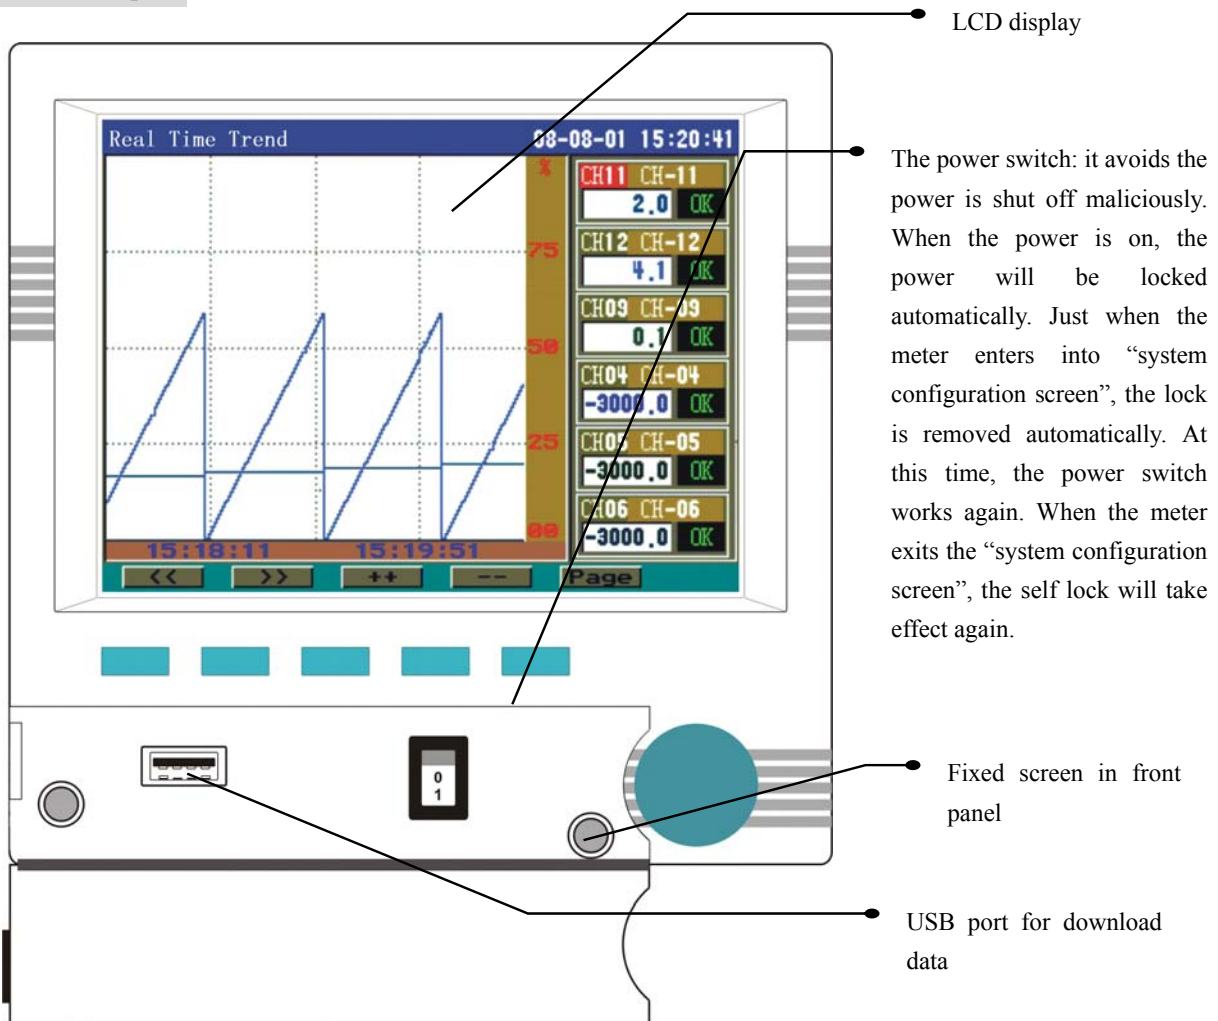 LCD display
Real Time Trend 08-08-01 15:20:41
%
75
50
25
00
CH11 CH-11
2.0 OK
CH12 CH-12
4.1 OK
CH09 CH-09
0.1 OK
CH04 CH-04
-3000.0 OK
CH05 CH-05
-3000.0 OK
CH06 CH-06
-3000.0 OK
15:18:11 15:19:51
<< >> ++ -- Page
The power switch: it avoids the
power is shut off maliciously.
When the power is on, the
power will be locked
automatically. Just when the
meter enters into “system
configuration screen”, the lock
is removed automatically. At
this time, the power switch
works again. When the meter
exits the “system configuration
screen”, the self lock will take
effect again.
0
1
Fixed screen in front
panel
USB port for download
data